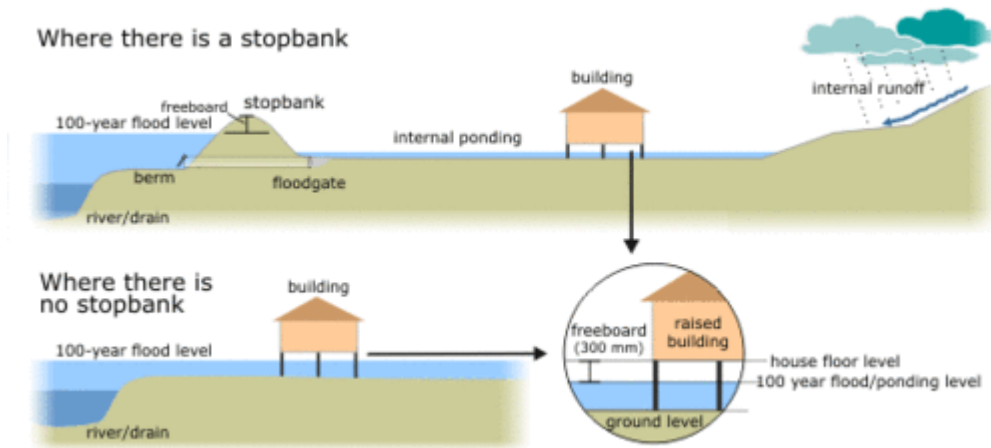 Where there is a stopbank
building
internal runoff
freeboard
stopbank
100-year flood level
internal ponding
berm
floodgate
river/drain
Where there is
no stopbank
building
100-year flood level
river/drain
freeboard
(300 mm)
raised
building
house floor level
100 year flood/ponding level
ground level